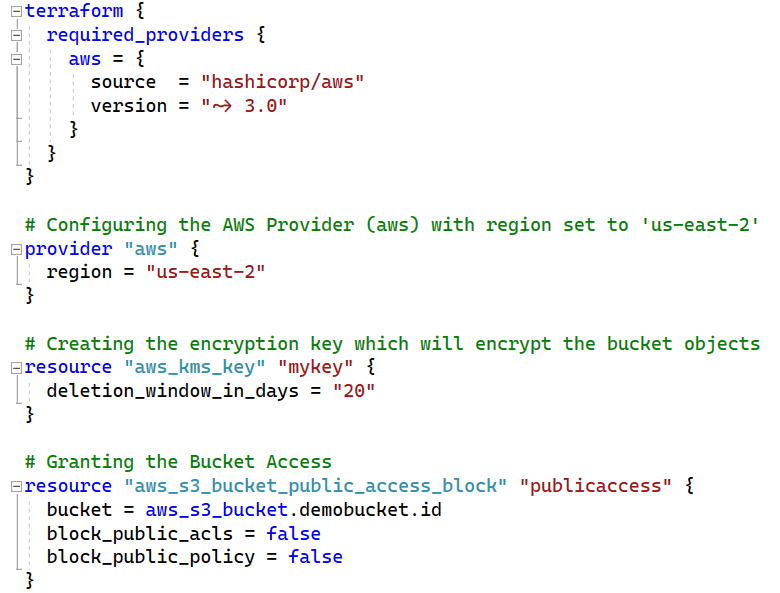 terraform {
  required_providers {
    aws = {
      source  = "hashicorp/aws"
      version = "~> 3.0"
    }
  }
}

# Configuring the AWS Provider (aws) with region set to 'us-east-2'
provider "aws" {
  region = "us-east-2"
}

# Creating the encryption key which will encrypt the bucket objects
resource "aws_kms_key" "mykey" {
  deletion_window_in_days = "20"
}

# Granting the Bucket Access
resource "aws_s3_bucket_public_access_block" "publicaccess" {
  bucket = aws_s3_bucket.demobucket.id
  block_public_acls = false
  block_public_policy = false
}